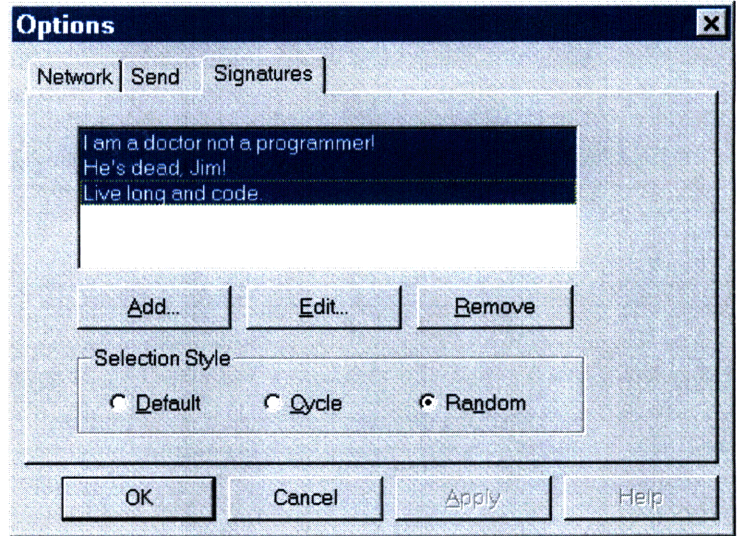 Options
Network Send Signatures
I am a doctor not a programmer!
He's dead, Jim!
Live long and code.
Add... Edit... Remove
Selection Style
Default Cycle Random
OK Cancel Apply Help